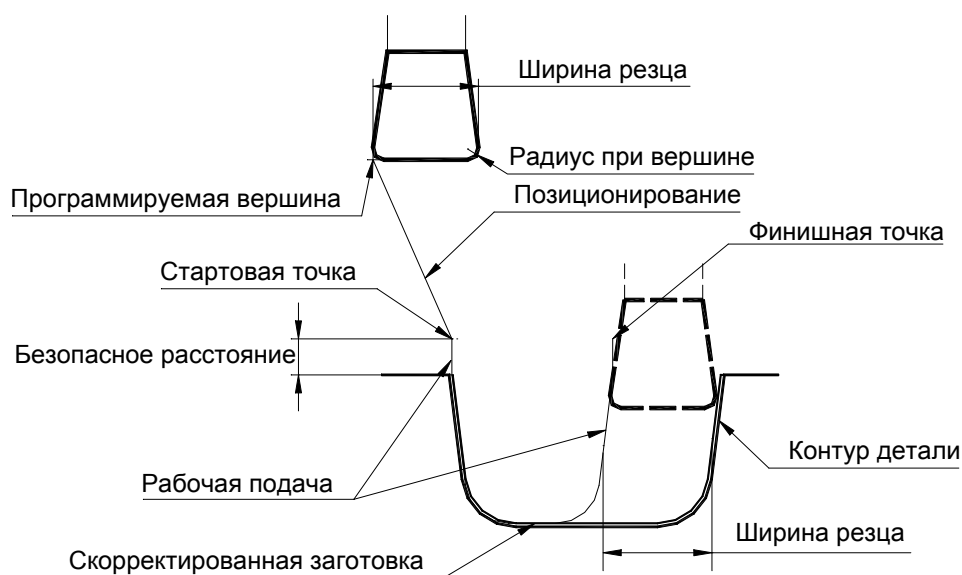 Ширина резца
Радиус при вершине
Программируемая вершина
Позиционирование
Финишная точка
Стартовая точка
Безопасное расстояние
Контур детали
Рабочая подача
Ширина резца
Скорректированная заготовка